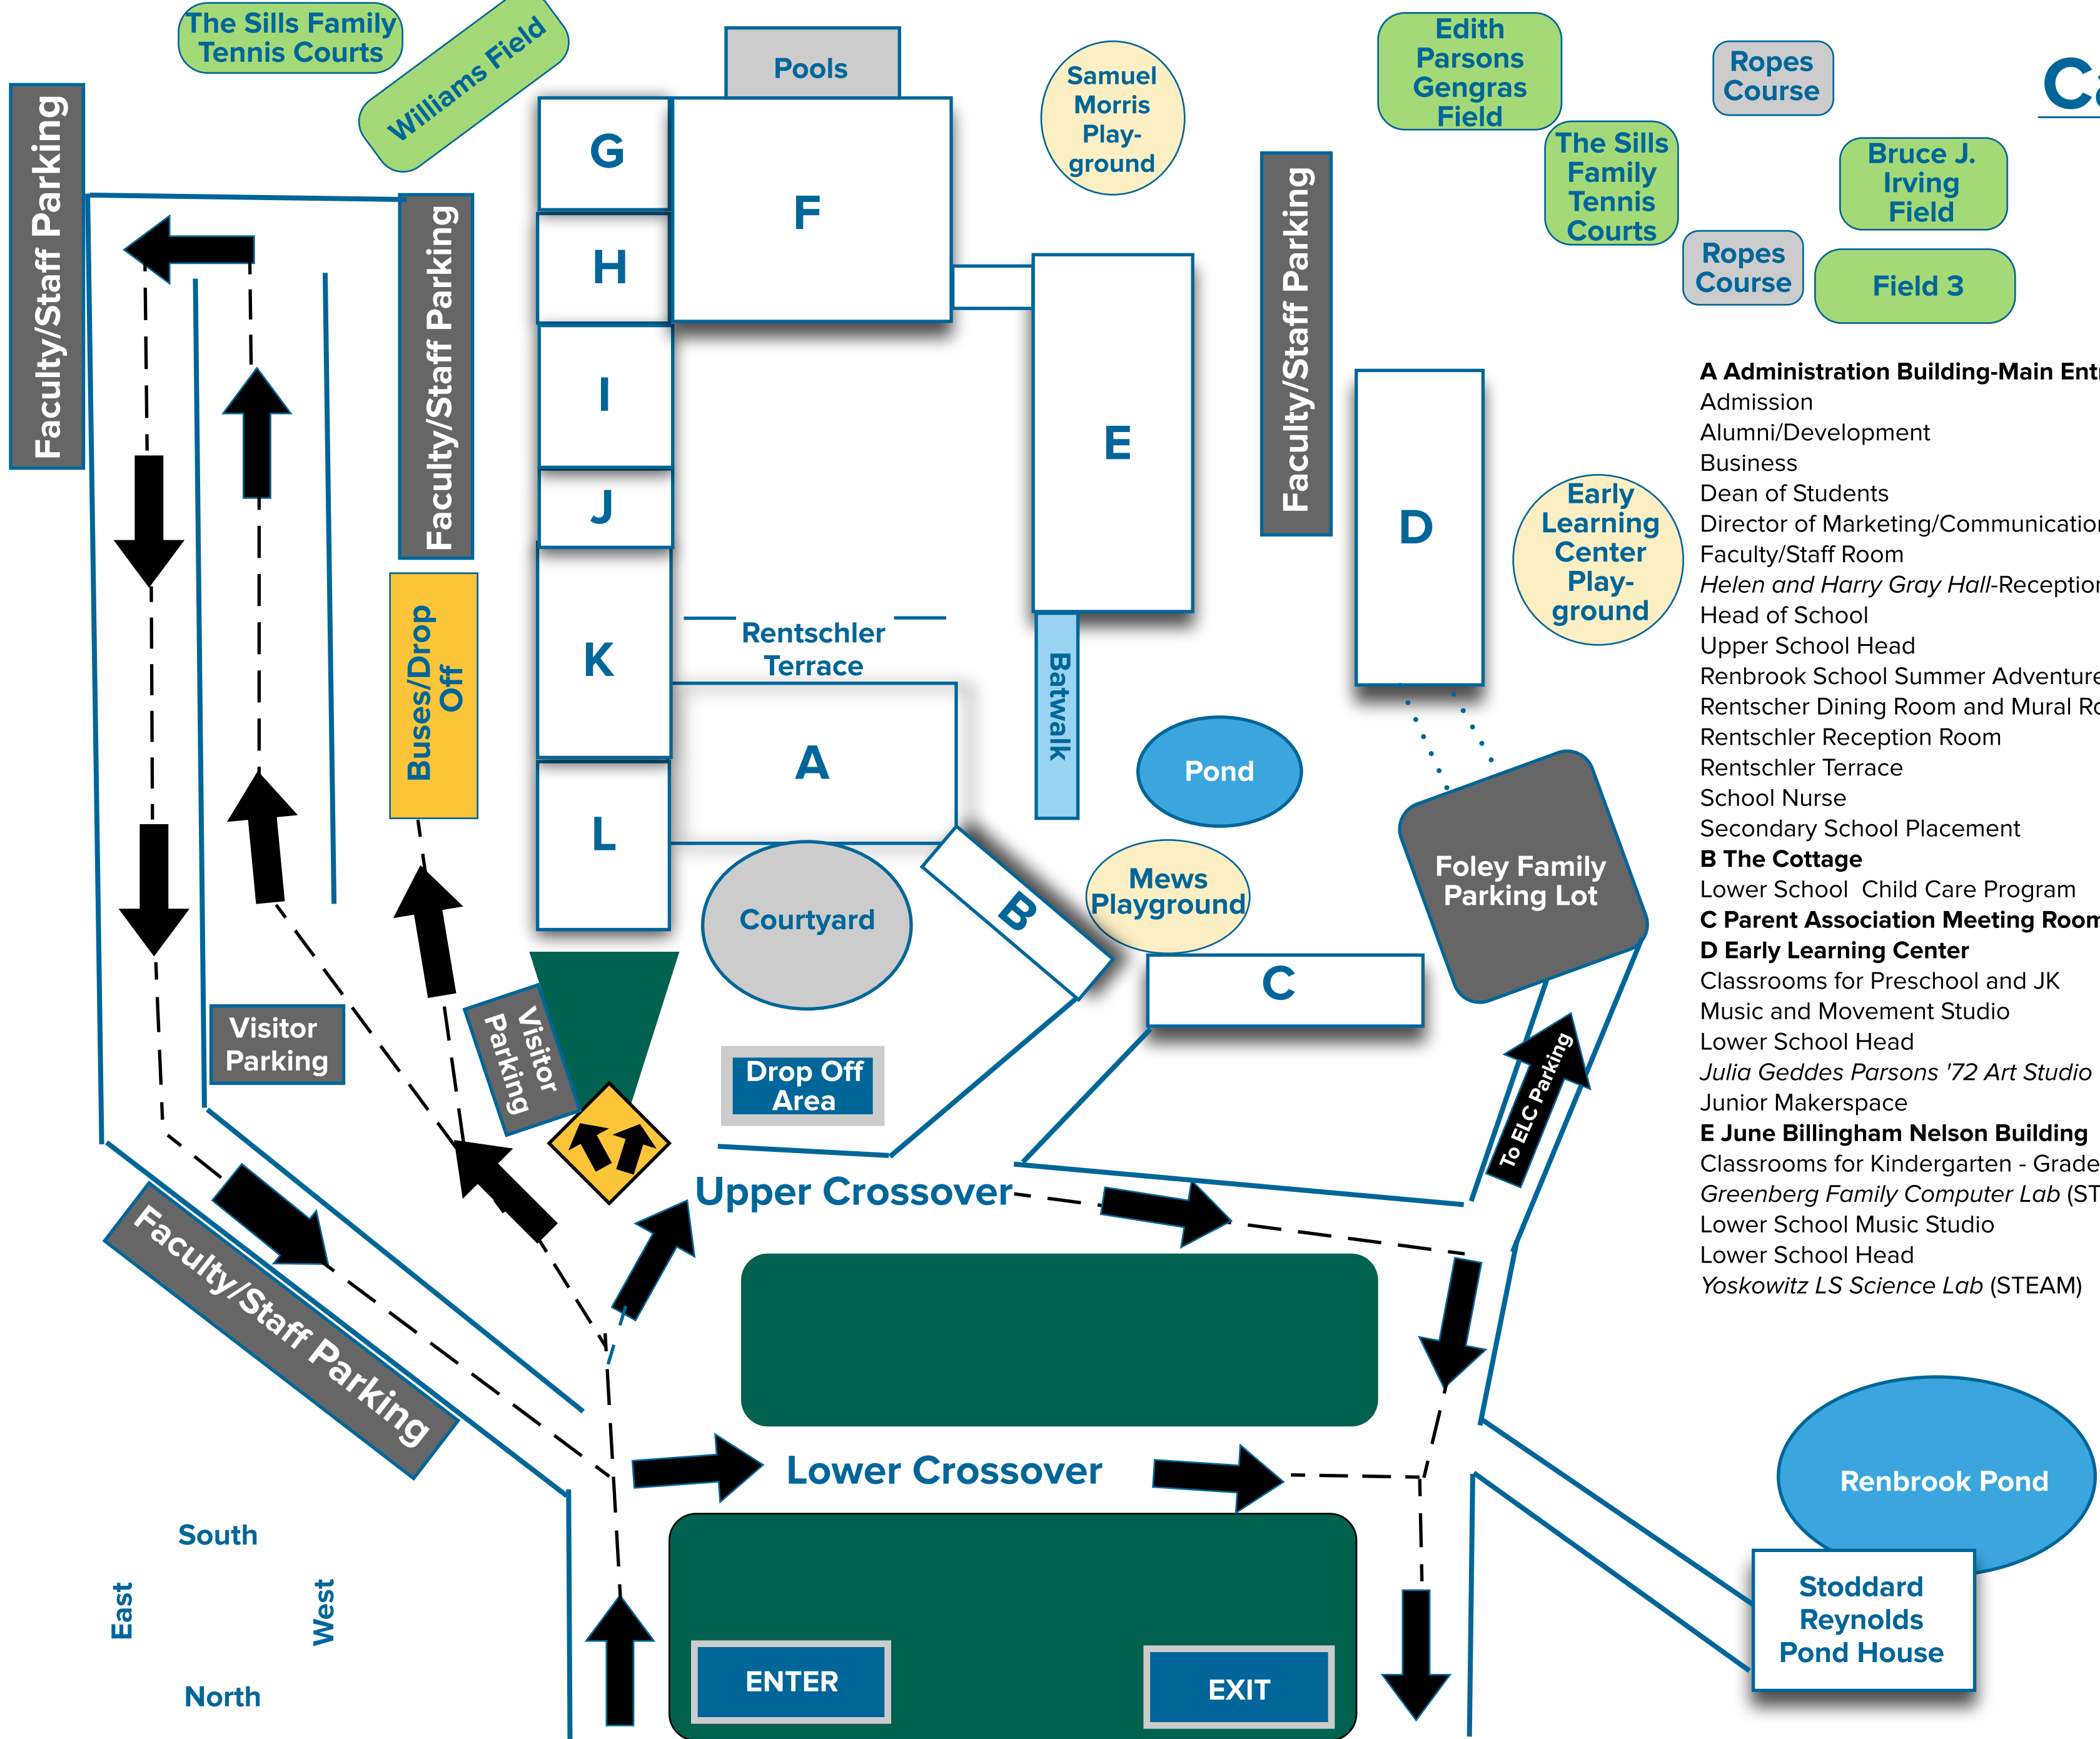 The Sills Family
Tennis Courts
Williams Field
Pools
Samuel
Morris
Play-
ground
Edith
Parsons
Gengras
Field
Ropes
Course
Ca
The Sills
Family
Tennis
Courts
Bruce J.
Irving
Field
Ropes
Course
Field 3
Faculty/Staff Parking
Faculty/Staff Parking
Faculty/Staff Parking
G
F
H
I
E
J
D
K
Rentschler
Terrace
A
L
Batwalk
Buses/Drop
Off
Early
Learning
Center
Play-
ground
Pond
Mews
Playground
Foley Family
Parking Lot
Courtyard
B
C
Visitor
Parking
Visitor
Parking
Drop Off
Area
To ELC Parking
Upper Crossover
Faculty/Staff Parking
Lower Crossover
A Administration Building-Main Ent
Admission
Alumni/Development
Business
Dean of Students
Director of Marketing/Communication
Faculty/Staff Room
Helen and Harry Gray Hall-Reception
Head of School
Upper School Head
Renbrook School Summer Adventure
Rentscher Dining Room and Mural Ro
Rentschler Reception Room
Rentschler Terrace
School Nurse
Secondary School Placement
B The Cottage
Lower School  Child Care Program
C Parent Association Meeting Room
D Early Learning Center
Classrooms for Preschool and JK
Music and Movement Studio
Lower School Head
Julia Geddes Parsons '72 Art Studio
Junior Makerspace
E June Billingham Nelson Building
Classrooms for Kindergarten - Grade
Greenberg Family Computer Lab (ST
Lower School Music Studio
Lower School Head
Yoskowitz LS Science Lab (STEAM)
Renbrook Pond
Stoddard
Reynolds
Pond House
South
East
West
North
ENTER
EXIT